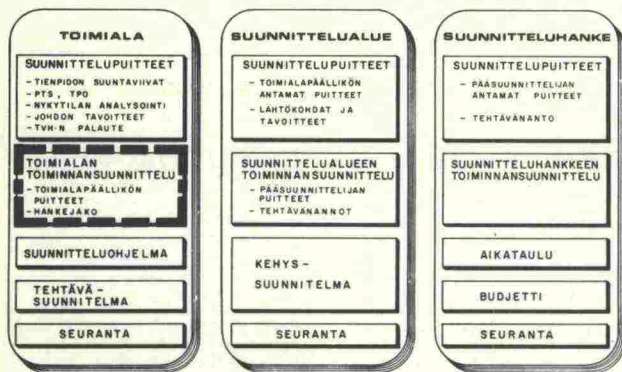 TOIMIALA
SUUNNITTELUPUITTEET
- TIENPIDON SUUNTAVIIVAT
- PTS, TPO
- NYKYTILAN ANALYSOINTI
- JOHDON TAVOITTEET
- TVH:N PALAUTE
TOIMIALAN
TOIMINNANSUUNNITTELU
- TOIMIALAPÄÄLLIKÖN
PUITTEET
- HANKEJAKO
SUUNNITTELUOHJELMA
TEHTÄVÄ -
SUUNNITELMA
SEURANTA
SUUNNITTELUALUE
SUUNNITTELUPUITTEET
- TOIMIALAPÄÄLLIKÖN
ANTAMAT PUITTEET
- LÄHTÖKOHDAT JA
TAVOITTEET
SUUNNITTELUALUEEN
TOIMINNANSUUNNITTELU
- PÄÄSUUNNITTELIJAN
PUITTEET
- TEHTÄVÄNANNOT
KEHYS -
SUUNNITELMA
SEURANTA
SUUNNITTELUHANKE
SUUNNITTELUPUITTEET
- PÄÄSUUNNITTELIJAN
ANTAMAT PUITTEET
- TEHTÄVÄNANTO
SUUNNITTELUHANKKEEN
TOIMINNANSUUNNITTELU
AIKATAULU
BUDJETTI
SEURANTA